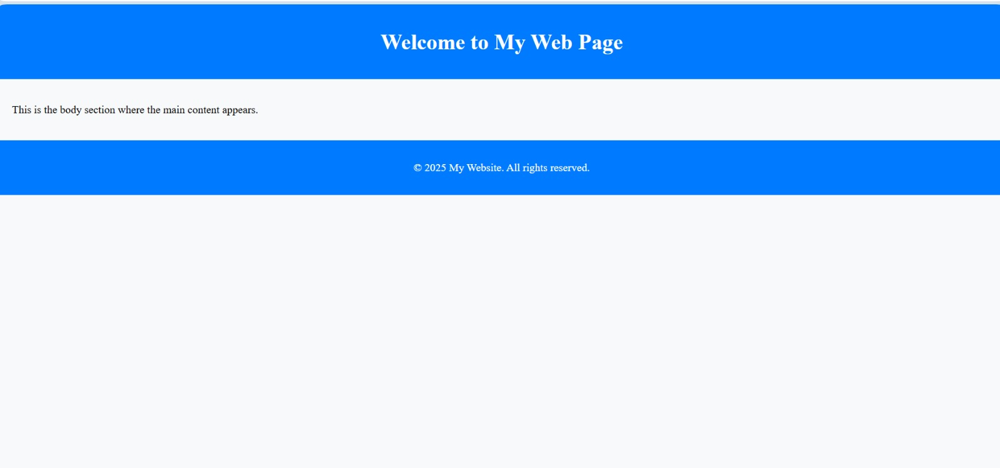 Welcome to My Web Page
This is the body section where the main content appears.
© 2025 My Website. All rights reserved.